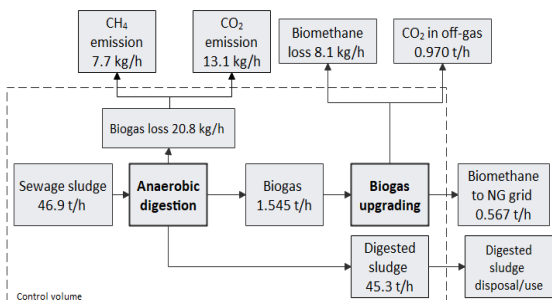 CH₄
emission
7.7 kg/h
CO₂
emission
13.1 kg/h
Biomethane
loss 8.1 kg/h
CO₂ in off-gas
0.970 t/h
Biogas loss 20.8 kg/h
Sewage sludge
46.9 t/h
Anaerobic
digestion
Biogas
1.545 t/h
Biogas
upgrading
Biomethane
to NG grid
0.567 t/h
Digested
sludge
45.3 t/h
Digested
sludge
disposal/use
Control volume